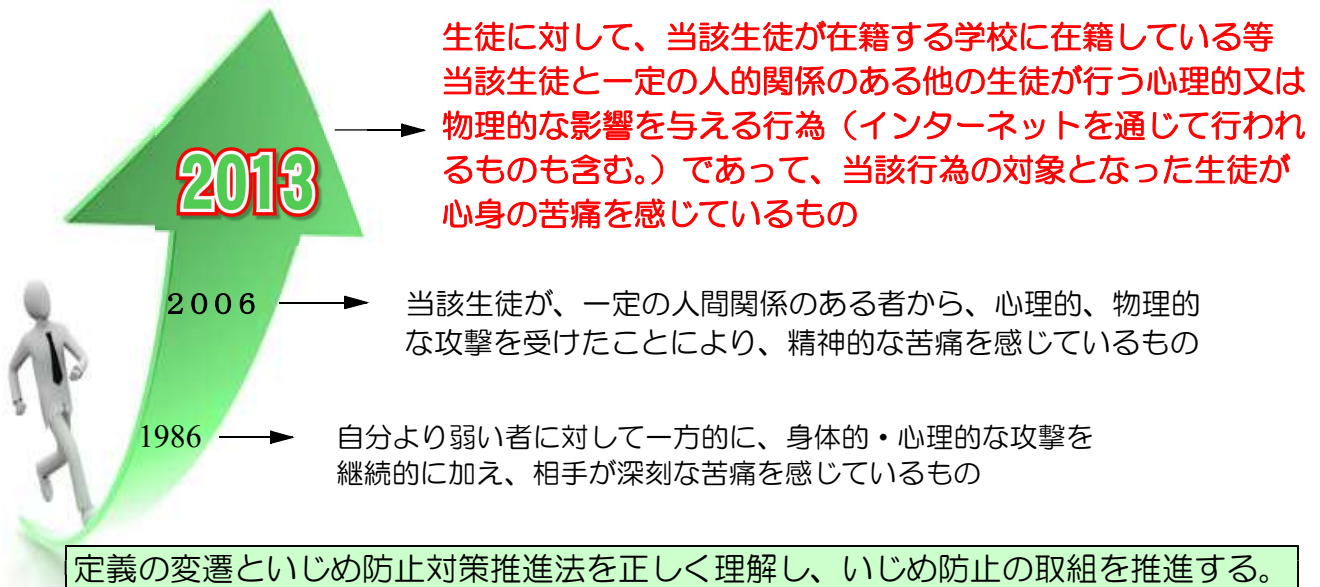 生徒に対して、当該生徒が在籍する学校に在籍している等
当該生徒と一定の人的関係のある他の生徒が行う心理的又は
物理的な影響を与える行為（インターネットを通じて行われ
るものも含む。）であって、当該行為の対象となった生徒が
心身の苦痛を感じているもの
2013
２００６
当該生徒が、一定の人間関係のある者から、心理的、物理的
な攻撃を受けたことにより、精神的な苦痛を感じているもの
1986
自分より弱い者に対して一方的に、身体的・心理的な攻撃を
継続的に加え、相手が深刻な苦痛を感じているもの
定義の変遷といじめ防止対策推進法を正しく理解し、いじめ防止の取組を推進する。